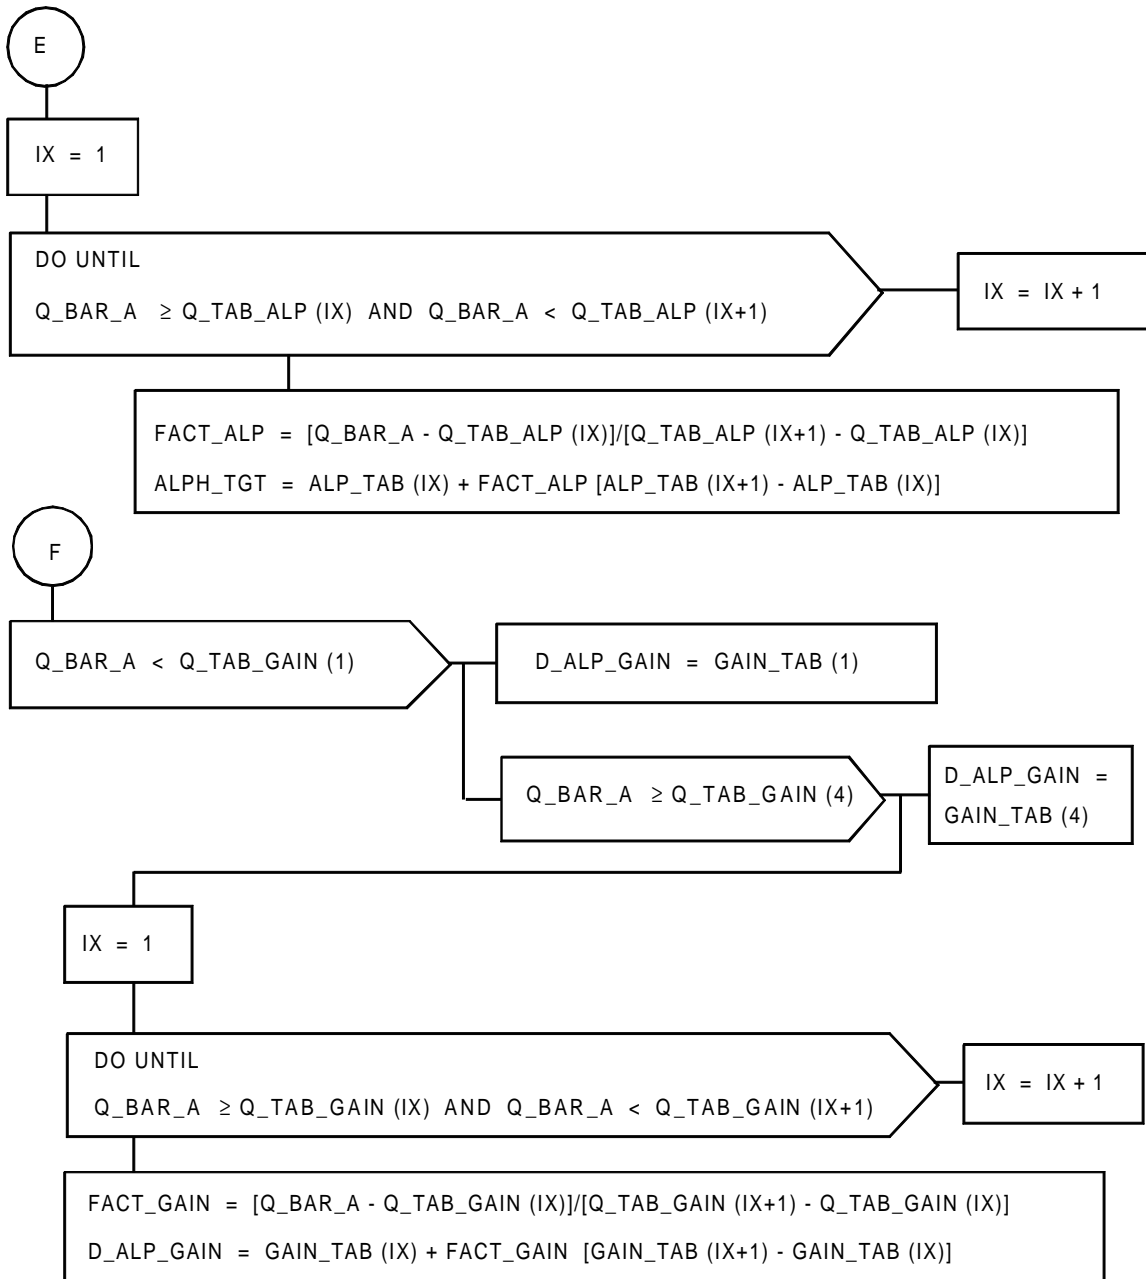 E
IX = 1
DO UNTIL
Q_BAR_A ≥ Q_TAB_ALP (IX) AND Q_BAR_A < Q_TAB_ALP (IX+1)
IX = IX + 1
FACT_ALP = [Q_BAR_A - Q_TAB_ALP (IX)]/[Q_TAB_ALP (IX+1) - Q_TAB_ALP (IX)]
ALPH_TGT = ALP_TAB (IX) + FACT_ALP [ALP_TAB (IX+1) - ALP_TAB (IX)]
F
Q_BAR_A < Q_TAB_GAIN (1)
D_ALP_GAIN = GAIN_TAB (1)
Q_BAR_A ≥ Q_TAB_GAIN (4)
D_ALP_GAIN =
GAIN_TAB (4)
IX = 1
DO UNTIL
Q_BAR_A ≥ Q_TAB_GAIN (IX) AND Q_BAR_A < Q_TAB_GAIN (IX+1)
IX = IX + 1
FACT_GAIN = [Q_BAR_A - Q_TAB_GAIN (IX)]/[Q_TAB_GAIN (IX+1) - Q_TAB_GAIN (IX)]
D_ALP_GAIN = GAIN_TAB (IX) + FACT_GAIN [GAIN_TAB (IX+1) - GAIN_TAB (IX)]